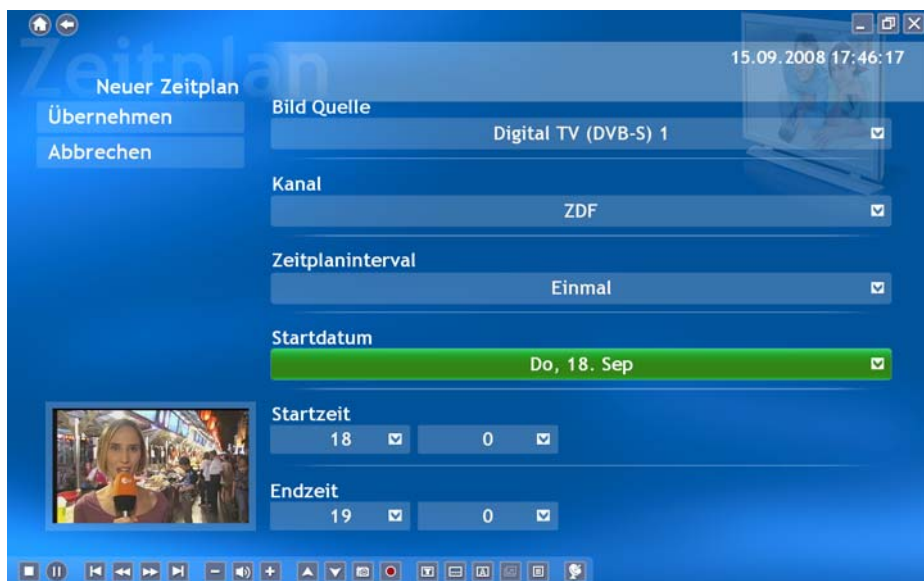 Zeitplan
15.09.2008 17:46:17
Neuer Zeitplan
Übernehmen
Abbrechen
Bild Quelle
Digital TV (DVB-S) 1
Kanal
ZDF
Zeitplaninterval
Einmal
Startdatum
Do, 18. Sep
Startzeit
18 0
Endzeit
19 0